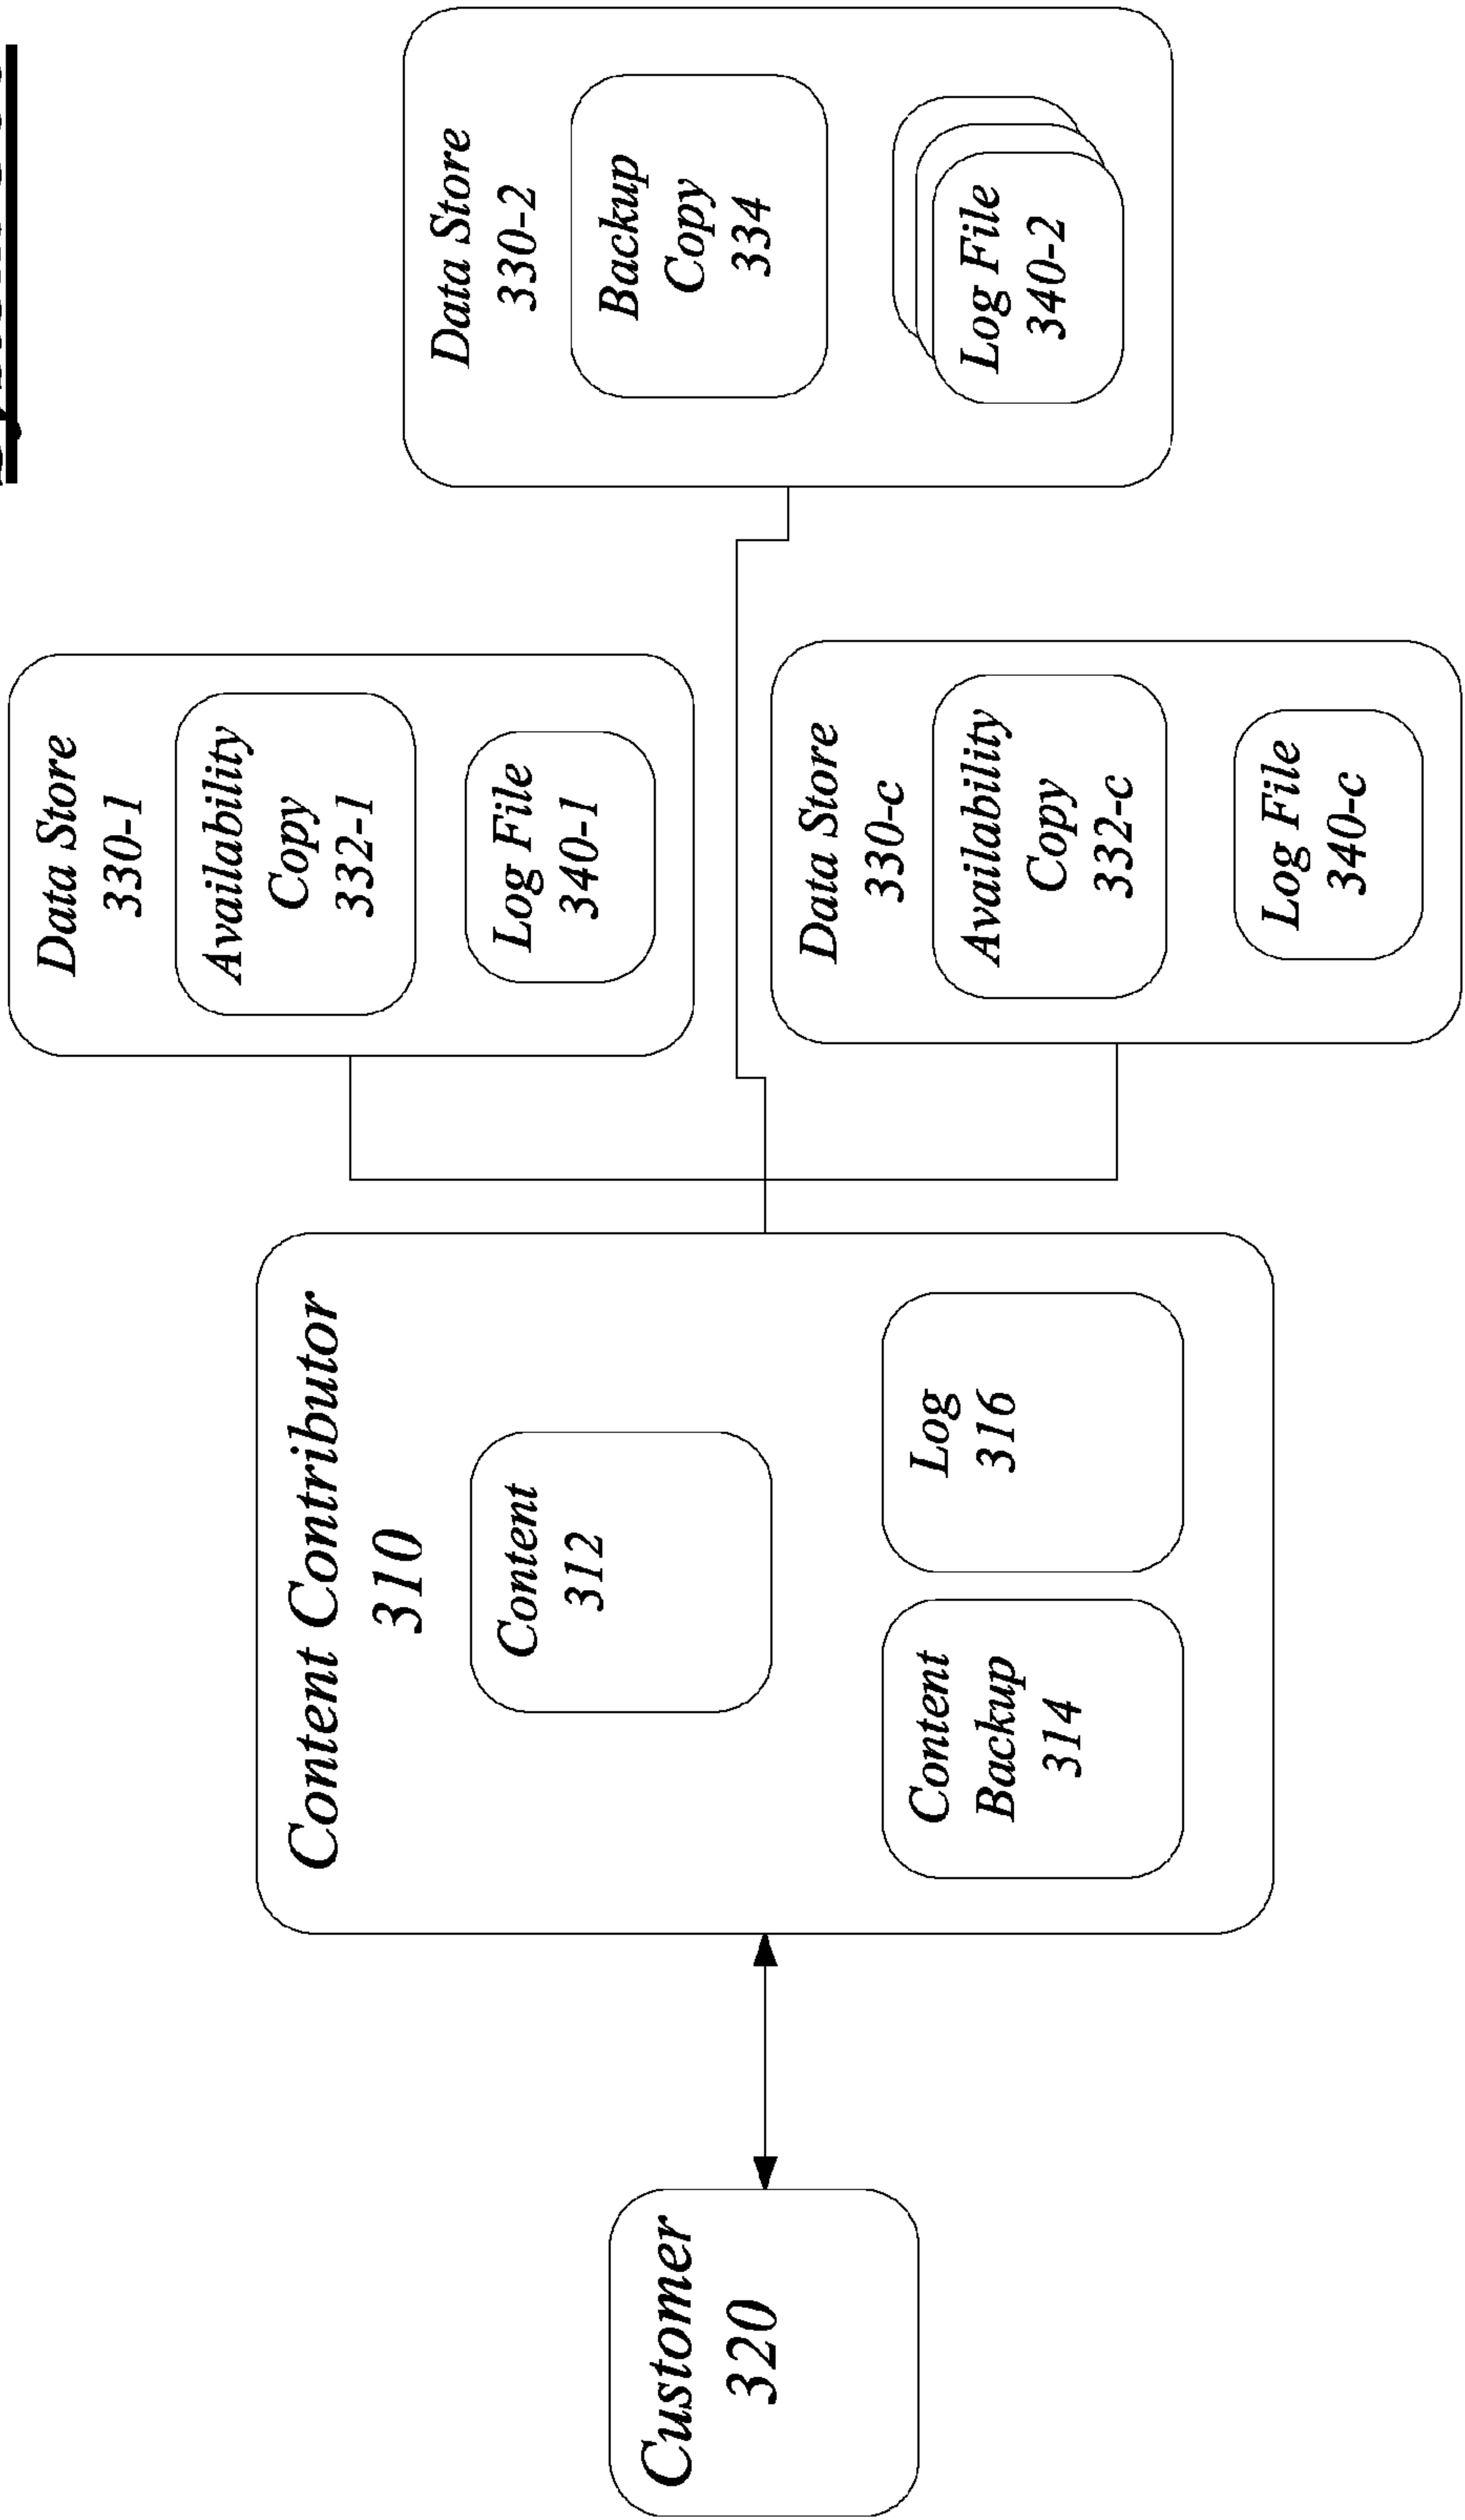 Customer
320
Content Contributor
310
Content
312
Content
Backup
314
Log
316
Data Store
330-1
Availability
Copy
332-1
Log File
340-1
Data Store
330-c
Availability
Copy
332-c
Log File
340-c
Data Store
330-2
Backup
Copy
334
Log File
340-2